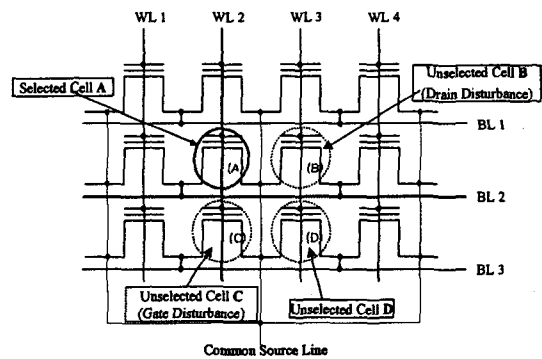 WL 1 WL 2 WL 3 WL 4
Selected Cell A
Unselected Cell B
(Drain Disturbance)
BL 1
(A) (B)
BL 2
(C) (D)
BL 3
Unselected Cell C
(Gate Disturbance)
Unselected Cell D
Common Source Line